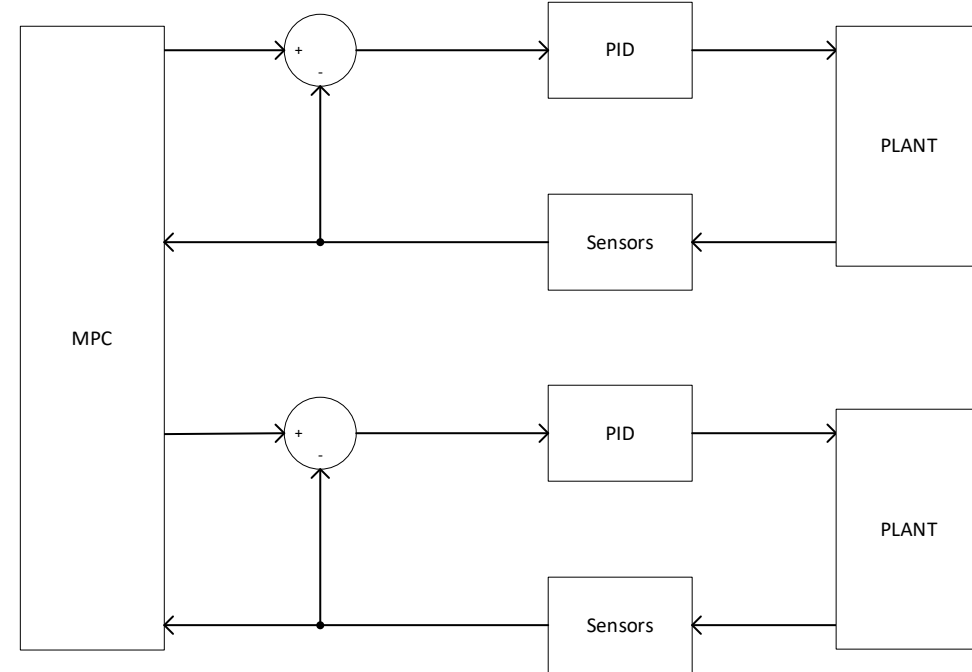 PID
+
-
PLANT
Sensors
MPC
PID
+
-
PLANT
Sensors